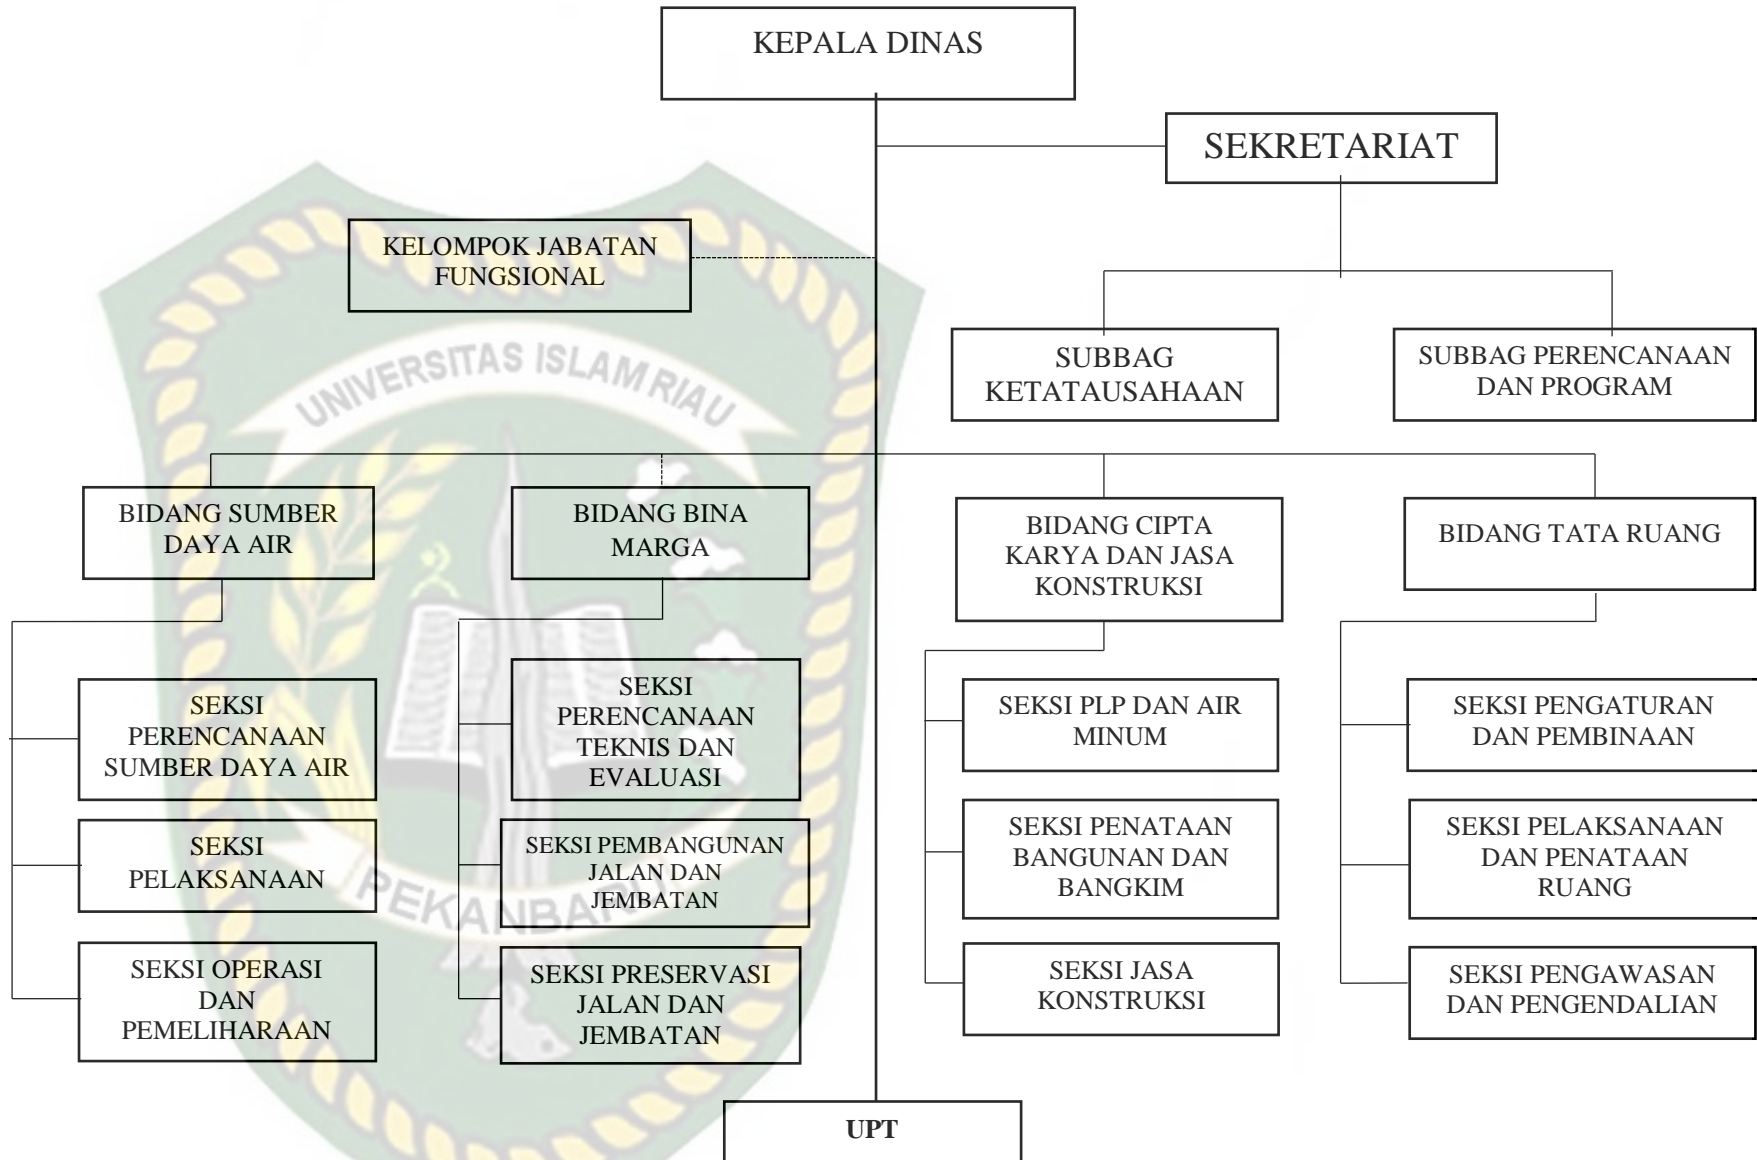 KEPALA DINAS
SEKRETARIAT
KELOMPOK JABATAN
FUNGSIONAL
SUBBAG
KETATAUSAHAAN
SUBBAG PERENCANAAN
DAN PROGRAM
UNIVERSITAS ISLAM RIAU
BIDANG SUMBER
DAYA AIR
BIDANG BINA
MARGA
BIDANG CIPTA
KARYA DAN JASA
KONSTRUKSI
BIDANG TATA RUANG
SEKSI
PERENCANAAN
SUMBER DAYA AIR
SEKSI
PELAKSANAAN
SEKSI OPERASI
DAN
PEMELIHARAAN
SEKSI
PERENCANAAN
TEKNIS DAN
EVALUASI
SEKSI PEMBANGUNAN
JALAN DAN
JEMBATAN
SEKSI PRESERVASI
JALAN DAN
JEMBATAN
SEKSI PLP DAN AIR
MINUM
SEKSI PENATAAN
BANGUNAN DAN
BANGKIM
SEKSI JASA
KONSTRUKSI
SEKSI PENGATURAN
DAN PEMBINAAN
SEKSI PELAKSANAAN
DAN PENATAAN
RUANG
SEKSI PENGAWASAN
DAN PENGENDALIAN
PEKANBARU
UPT